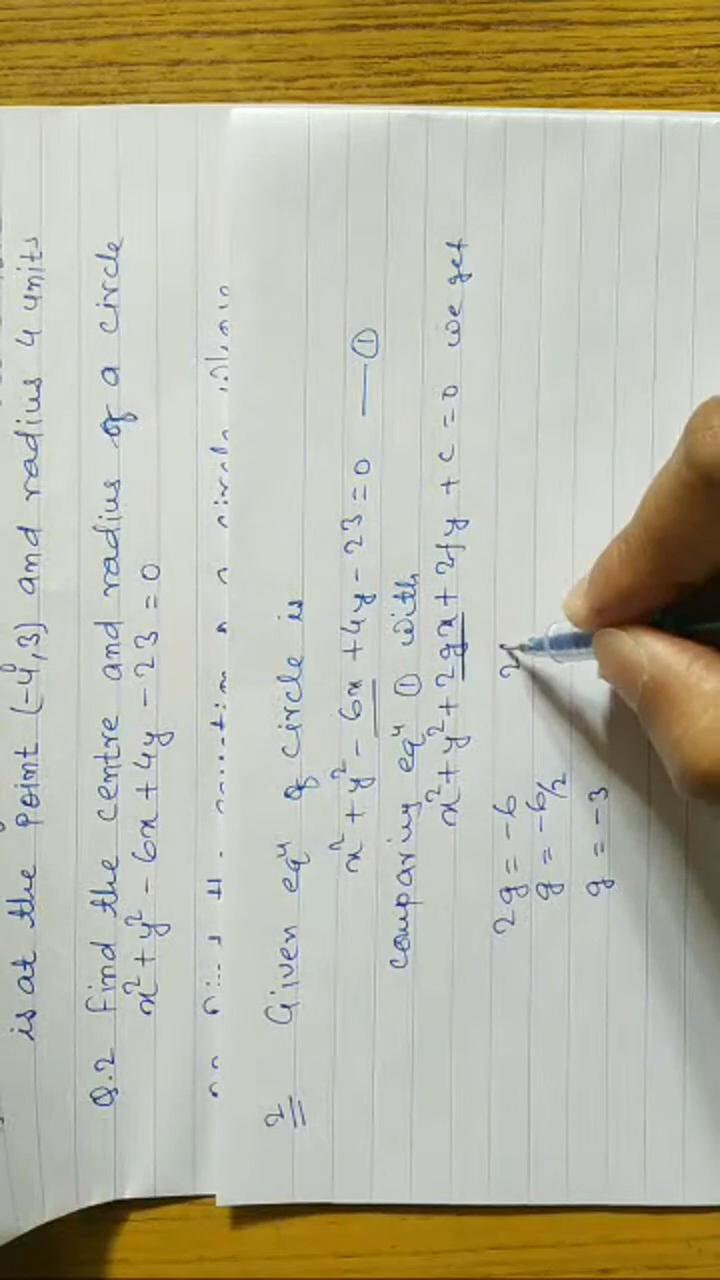 is at the point (-4,3) and radius 4 units
Q.2 Find the centre and radius of a circle
x²+y²-6x+4y-23=0
2 Given eqⁿ of circle is
x²+y²-6x+4y-23=0 — ①
comparing eqⁿ ① with
x²+y²+2gx+2fy+c=0 we get
2g = -6
g = -6/2
g = -3
2